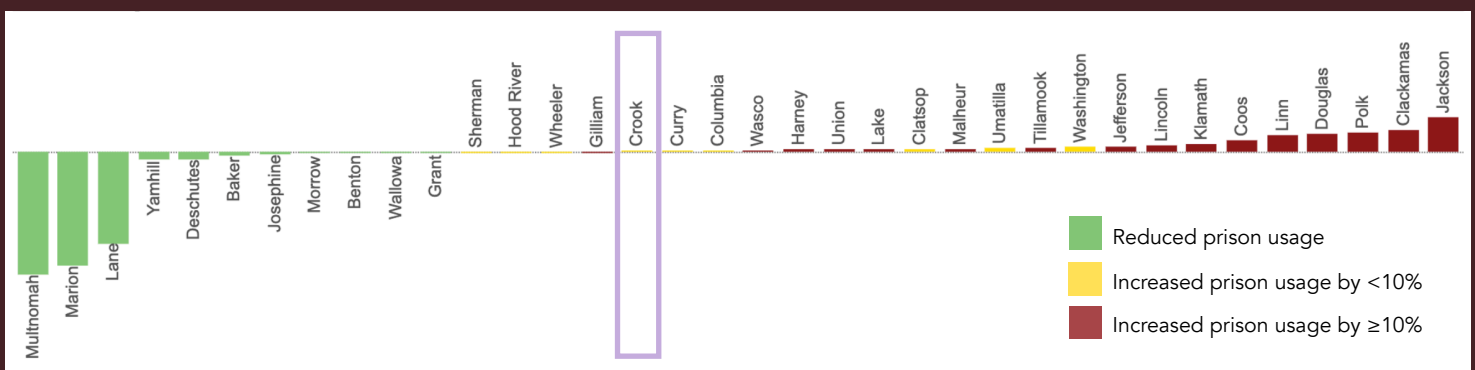 Multnomah
Marion
Lane
Yamhill
Deschutes
Baker
Josephine
Morrow
Benton
Wallowa
Grant
Sherman
Hood River
Wheeler
Gilliam
Crook
Curry
Columbia
Wasco
Harney
Union
Lake
Clatsop
Malheur
Umatilla
Tillamook
Washington
Jefferson
Lincoln
Klamath
Coos
Linn
Douglas
Polk
Clackamas
Jackson
Reduced prison usage
Increased prison usage by <10%
Increased prison usage by ≥10%